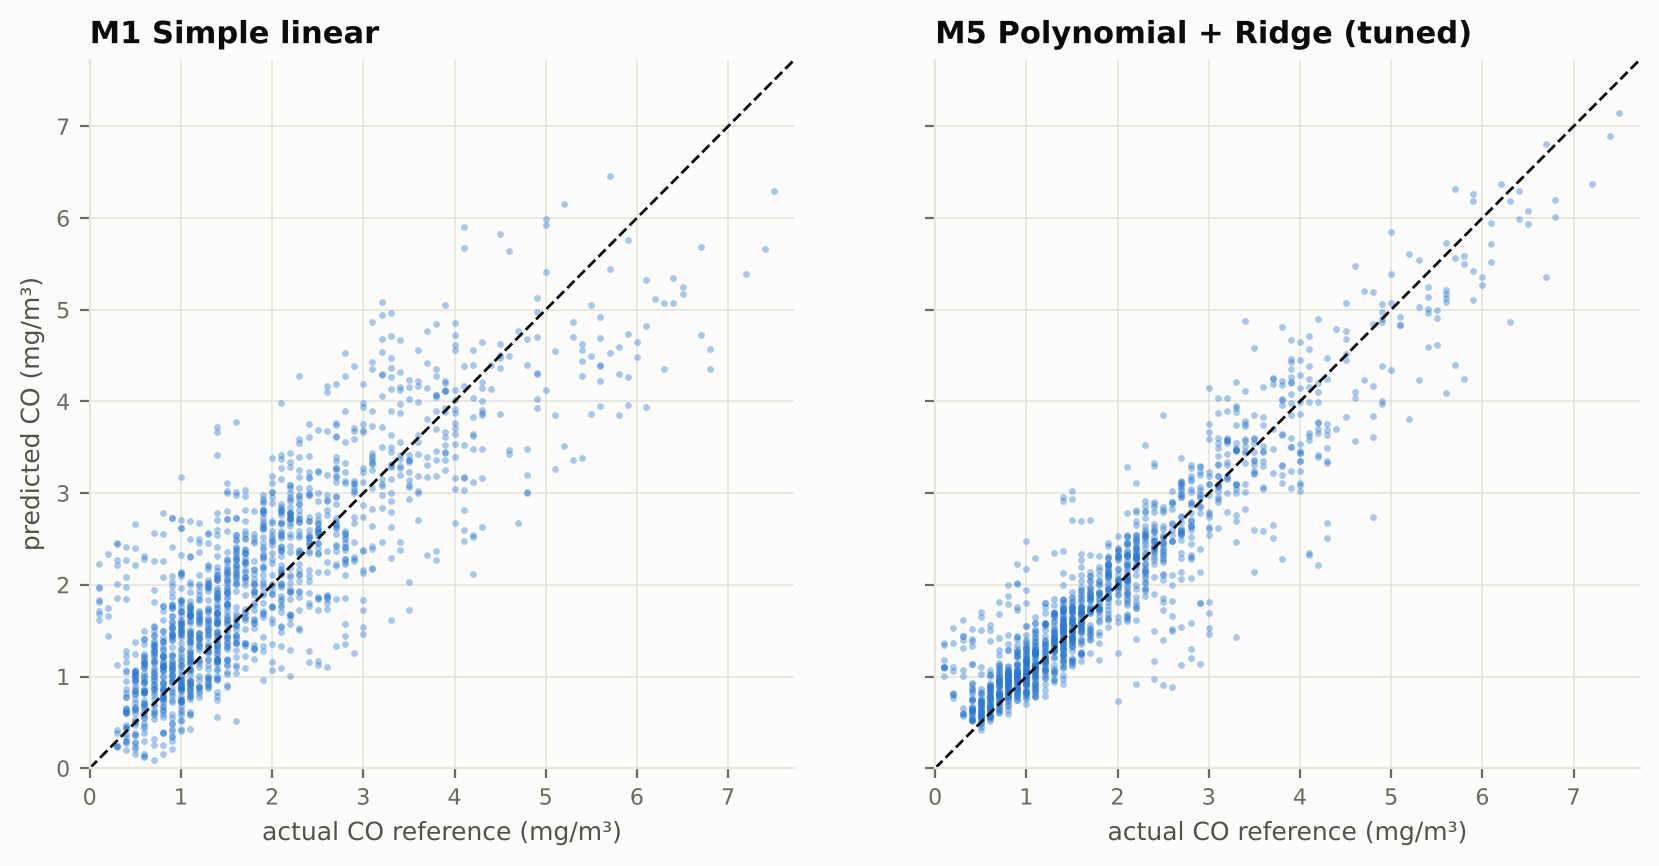 M1 Simple linear
M5 Polynomial + Ridge (tuned)
predicted CO (mg/m³)
7
6
5
4
3
2
1
0
0 1 2 3 4 5 6 7
0 1 2 3 4 5 6 7
actual CO reference (mg/m³)
actual CO reference (mg/m³)